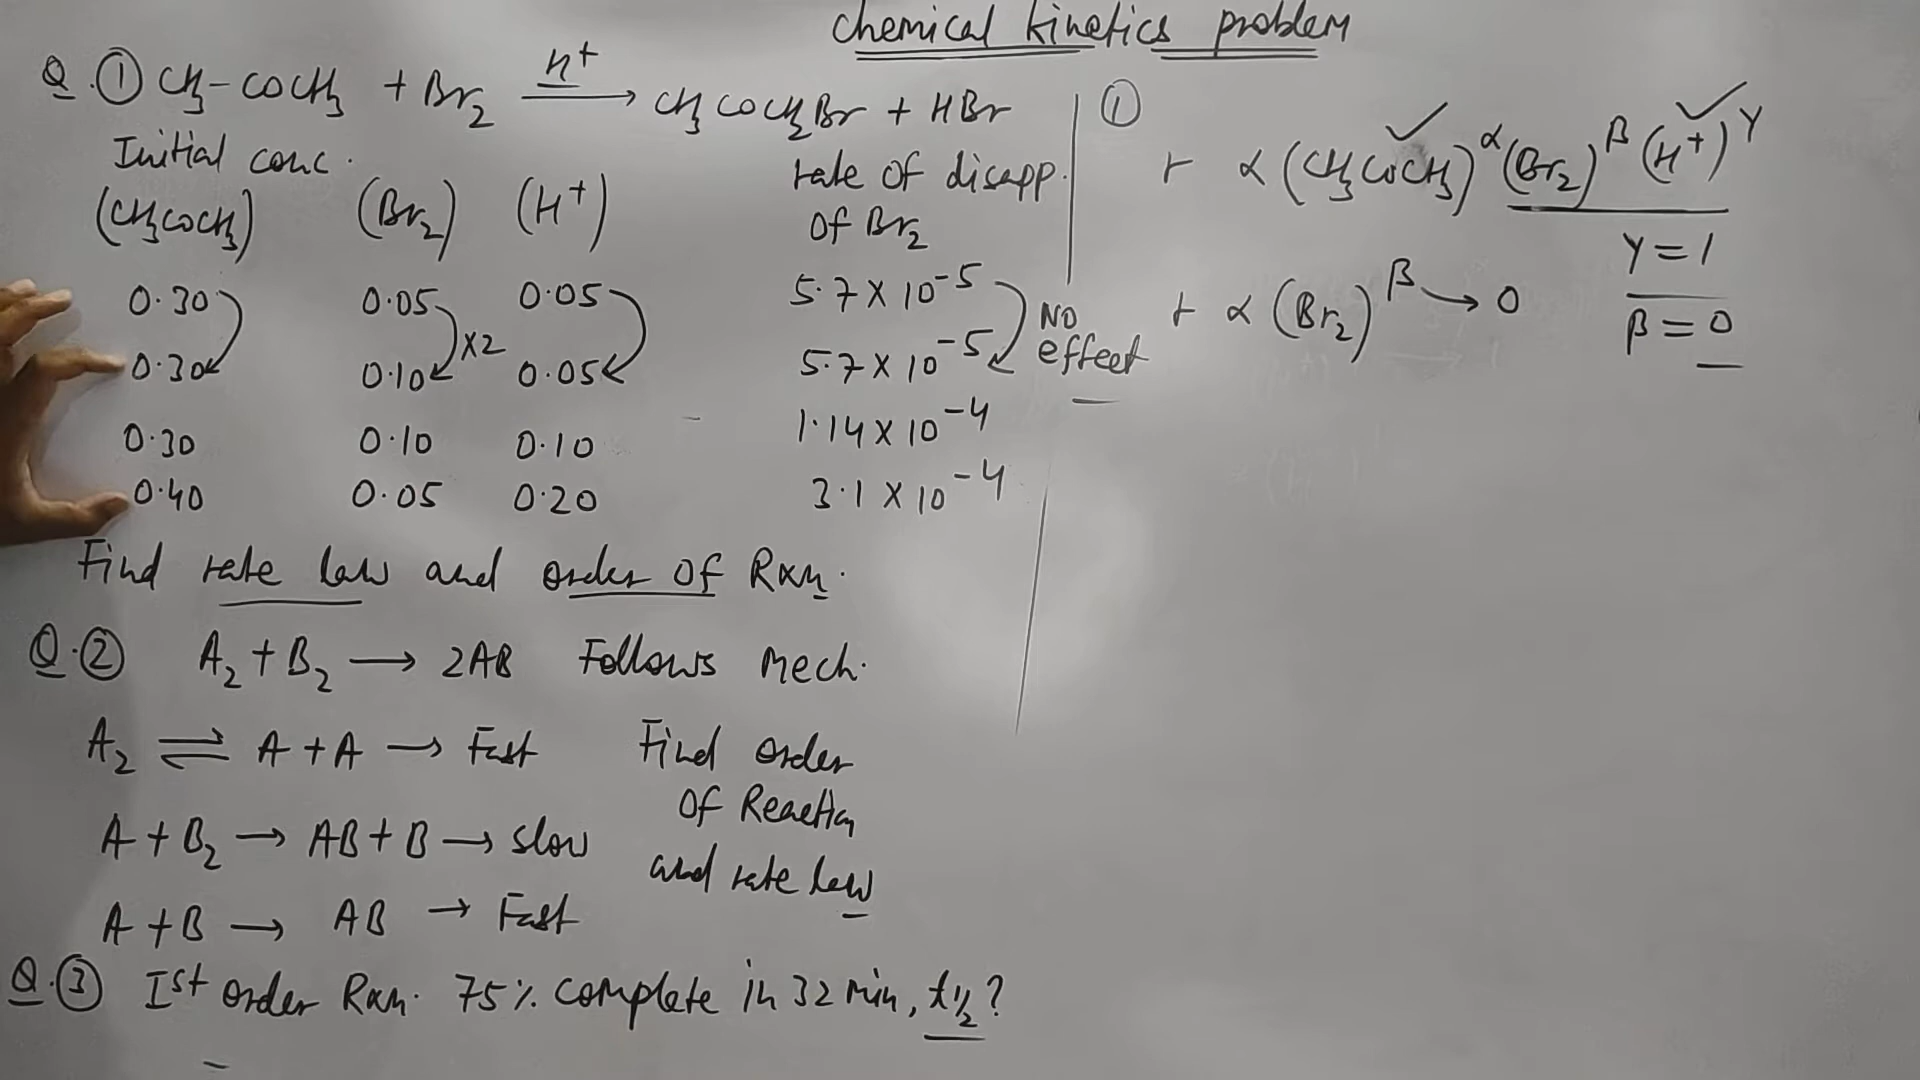 Chemical kinetics problem
Q.① CH₃-COCH₃ + Br₂ —H⁺→ CH₃COCH₂Br + HBr
Initial conc.
(CH₃COCH₃) (Br₂) (H⁺) rate of disapp. of Br₂
0.30 0.05 0.05 5.7 × 10⁻⁵
0.30 0.10 0.05 5.7 × 10⁻⁵
×2
NO effect
0.30 0.10 0.10 1.14 × 10⁻⁴
0.40 0.05 0.20 3.1 × 10⁻⁴
Find rate law and order of Rxn.
Q.② A₂ + B₂ → 2AB Follows Mech.
A₂ ⇌ A + A → Fast
A + B₂ → AB + B → slow
A + B → AB → Fast
Find order
Of Reaction
and rate law
Q.③ Ist order Rxn. 75% complete in 32 min, t½?
①
r α (CH₃COCH₃)^α (Br₂)^β (H⁺)^γ
r α (Br₂)^β → 0
γ = 1
β = 0